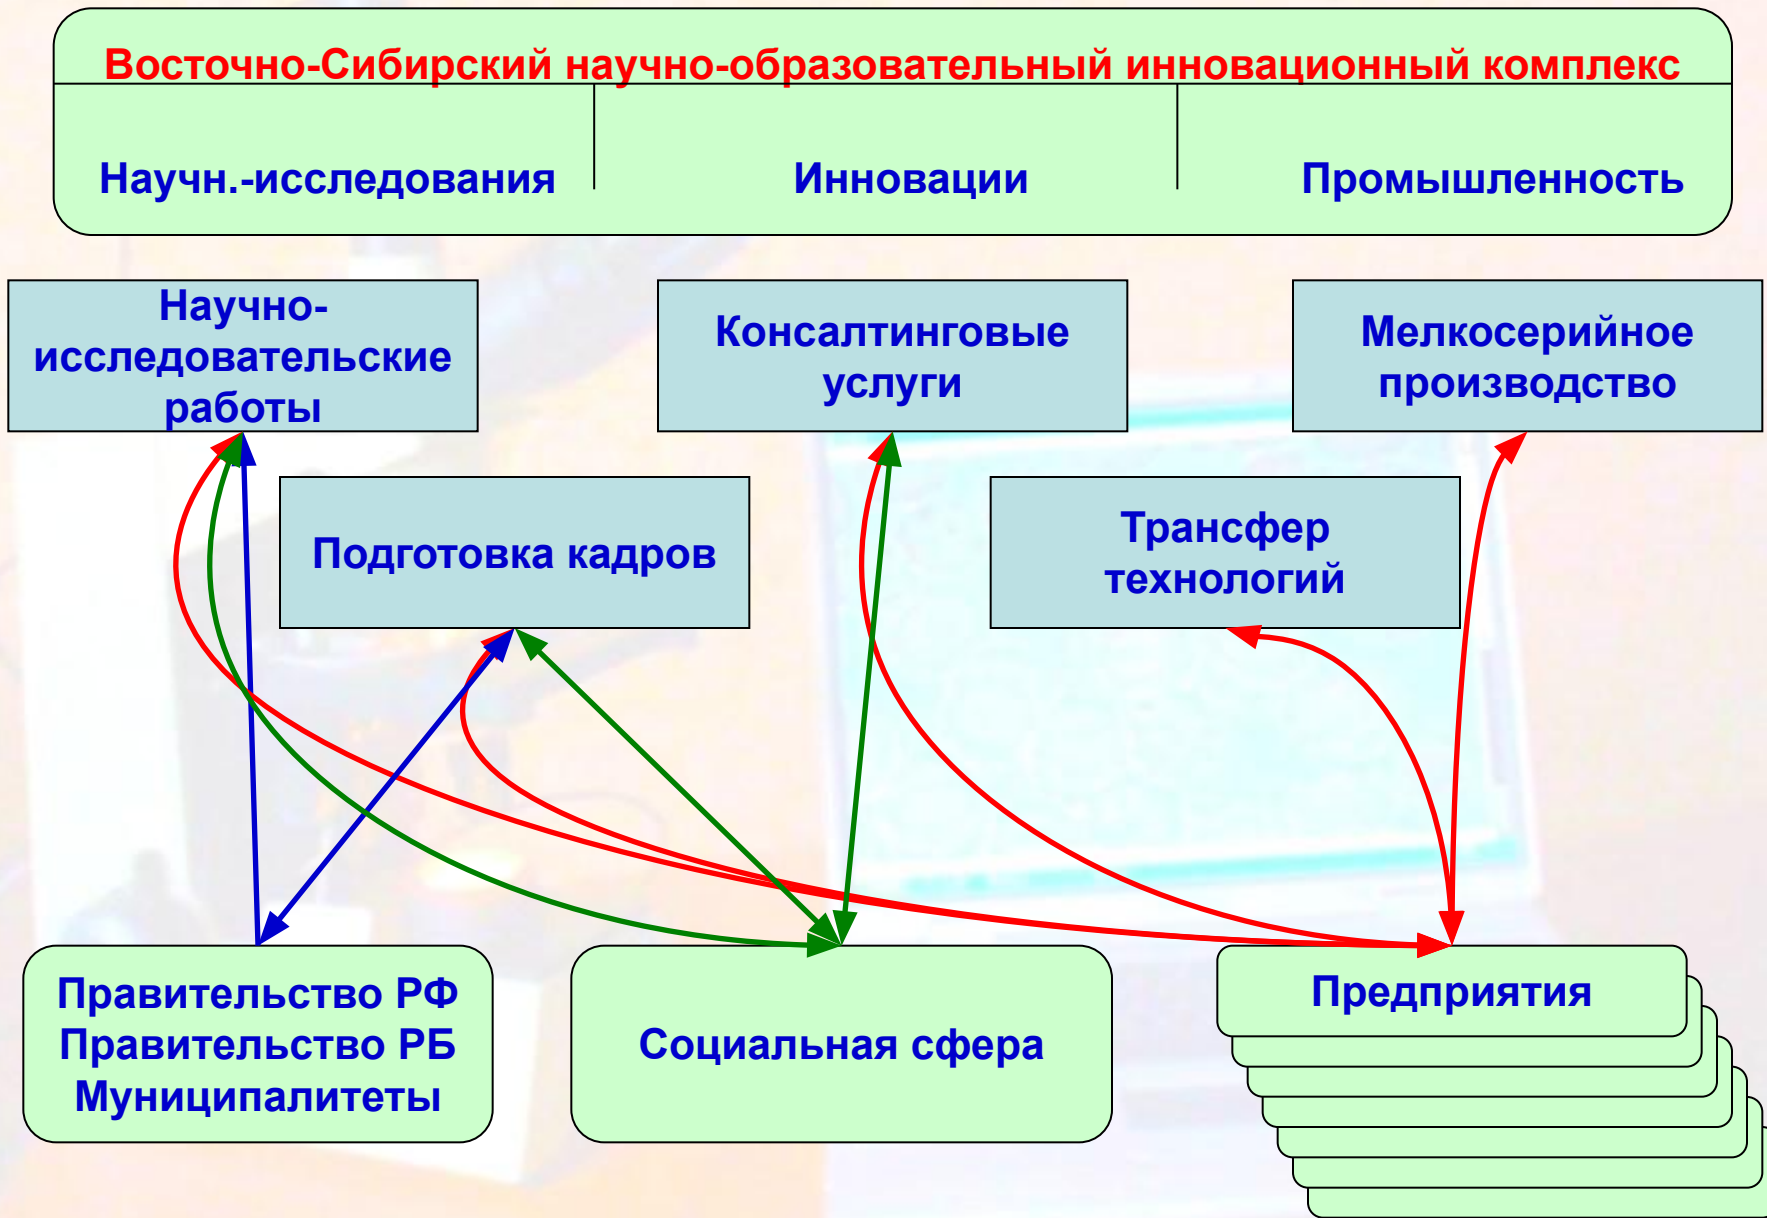 Восточно-Сибирский научно-образовательный инновационный комплекс
Научн.-исследования
Инновации
Промышленность
Научно-
исследовательские
работы
Консалтинговые
услуги
Мелкосерийное
производство
Подготовка кадров
Трансфер
технологий
Правительство РФ
Правительство РБ
Муниципалитеты
Социальная сфера
Предприятия